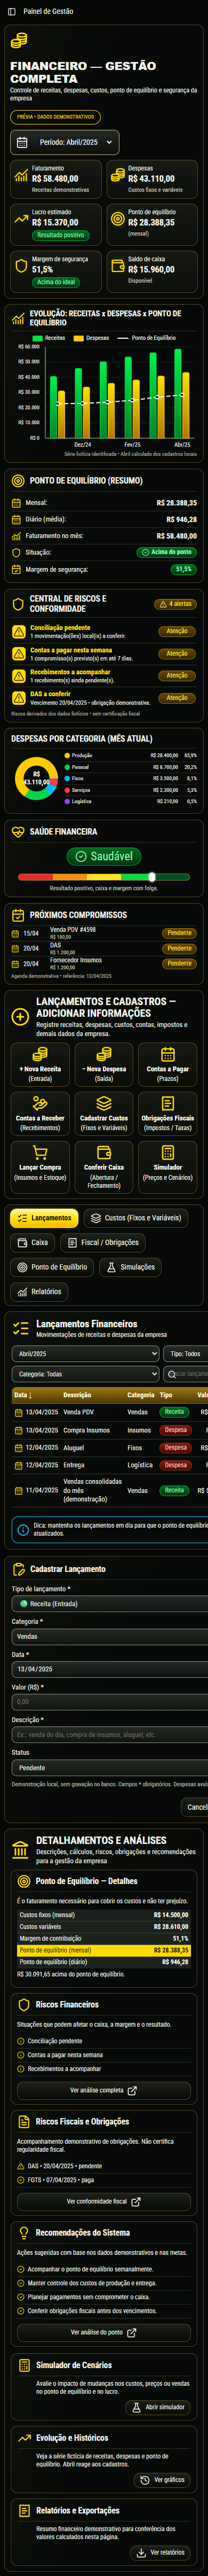 Painel de Gestão
FINANCEIRO — GESTÃO
COMPLETA
Controle de receitas, despesas, custos, ponto de equilíbrio e segurança da
empresa
PRÉVIA • DADOS DEMONSTRATIVOS
Período: Abril/2025
Faturamento
R$ 58.480,00
Receitas demonstrativas
Despesas
R$ 43.110,00
Custos fixos e variáveis
Lucro estimado
R$ 15.370,00
Resultado positivo
Ponto de equilíbrio
R$ 28.388,35
(mensal)
Margem de segurança
51,5%
Acima do ideal
Saldo de caixa
R$ 15.960,00
Disponível
EVOLUÇÃO: RECEITAS x DESPESAS x PONTO DE
EQUILÍBRIO
Receitas
Despesas
Ponto de Equilíbrio
R$ 60.000
R$ 50.000
R$ 40.000
R$ 30.000
R$ 20.000
R$ 10.000
R$ 0
Dez/24
Fev/25
Abr/25
Série fictícia identificada • Abril calculado dos cadastros locais
PONTO DE EQUILÍBRIO (RESUMO)
Mensal: R$ 28.388,35
Diário (média): R$ 946,28
Faturamento no mês: R$ 58.480,00
Situação: Acima do ponto
Margem de segurança: 51,5%
CENTRAL DE RISCOS E
CONFORMIDADE
4 alertas
Conciliação pendente
1 movimentação(ões) local(is) a conferir.
Atenção
Contas a pagar nesta semana
1 compromisso(s) previsto(s) em até 7 dias.
Atenção
Recebimentos a acompanhar
1 recebimento(s) ainda pendente(s).
Atenção
DAS a conferir
Vencimento 20/04/2025 • obrigação demonstrativa.
Atenção
Riscos derivados dos dados fictícios • sem certificação fiscal
DESPESAS POR CATEGORIA (MÊS ATUAL)
R$
43.110,00
Produção R$ 28.400,00 65,9%
Pessoal R$ 8.700,00 20,2%
Fixos R$ 3.500,00 8,1%
Serviços R$ 2.300,00 5,3%
Logística R$ 210,00 0,5%
SAÚDE FINANCEIRA
Saudável
Resultado positivo, caixa e margem com folga.
PRÓXIMOS COMPROMISSOS
15/04
Venda PDV #4598
R$ 180,00
Pendente
20/04
DAS
R$ 1.200,00
Pendente
20/04
Fornecedor Insumos
R$ 1.200,00
Pendente
Agenda demonstrativa • referência: 13/04/2025
LANÇAMENTOS E CADASTROS —
ADICIONAR INFORMAÇÕES
Registre receitas, despesas, custos, contas, impostos e
demais dados da empresa.
+ Nova Receita
(Entrada)
− Nova Despesa
(Saída)
Contas a Pagar
(Prazos)
Contas a Receber
(Recebimentos)
Cadastrar Custos
(Fixos e Variáveis)
Obrigações Fiscais
(Impostos / Taxas)
Lançar Compra
(Insumos e Estoque)
Conferir Caixa
(Abertura /
Fechamento)
Simulador
(Preços e Cenários)
Lançamentos
Custos (Fixos e Variáveis)
Caixa
Fiscal / Obrigações
Ponto de Equilíbrio
Simulações
Relatórios
Lançamentos Financeiros
Movimentações de receitas e despesas da empresa
Abril/2025
Tipo: Todos
Categoria: Todas
Data ↓ Descrição Categoria Tipo
13/04/2025 Venda PDV Vendas Receita R$
13/04/2025 Compra Insumos Insumos Despesa R$
12/04/2025 Aluguel Fixos Despesa R$
12/04/2025 Entrega Logística Despesa
11/04/2025 Vendas consolidadas
do mês
(demonstração)
Vendas Receita
Dica: mantenha os lançamentos em dia para que o ponto de equilíbrio
atualizados.
Cadastrar Lançamento
Tipo de lançamento *
Receita (Entrada)
Categoria *
Vendas
Data *
13/04/2025
Valor (R$) *
0,00
Descrição *
Ex.: venda do dia, compra de insumos, aluguel, etc.
Status
Pendente
Demonstração local, sem gravação no banco. Campos * obrigatórios. Despesas
DETALHAMENTOS E ANÁLISES
Descrições, cálculos, riscos, obrigações e recomendações
para a gestão da empresa
Ponto de Equilíbrio — Detalhes
É o faturamento necessário para cobrir os custos e não ter prejuízo.
Custos fixos (mensal) R$ 14.500,00
Custos variáveis R$ 28.610,00
Margem de contribuição 51,1%
Ponto de equilíbrio (mensal) R$ 28.388,35
Ponto de equilíbrio (diário) R$ 946,28
R$ 30.091,65 acima do ponto de equilíbrio.
Riscos Financeiros
Situações que podem afetar o caixa, a margem e o resultado.
Conciliação pendente
Contas a pagar nesta semana
Recebimentos a acompanhar
Ver análise completa
Riscos Fiscais e Obrigações
Acompanhamento demonstrativo de obrigações. Não certifica
regularidade fiscal.
DAS • 20/04/2025 • pendente
FGTS • 07/04/2025 • paga
Ver conformidade fiscal
Recomendações do Sistema
Ações sugeridas com base nos dados demonstrativos e nas metas.
Acompanhar o ponto de equilíbrio semanalmente.
Manter controle dos custos de produção e entrega.
Planejar pagamentos sem comprometer o caixa.
Conferir obrigações fiscais antes dos vencimentos.
Ver análise do ponto
Simulador de Cenários
Avalie o impacto de mudanças nos custos, preços ou vendas
no ponto de equilíbrio e no lucro.
Abrir simulador
Evolução e Históricos
Veja a série fictícia de receitas, despesas e ponto de
equilíbrio. Abril reage aos cadastros.
Ver gráficos
Relatórios e Exportações
Resumo financeiro demonstrativo para conferência dos
valores calculados nesta página.
Ver relatórios